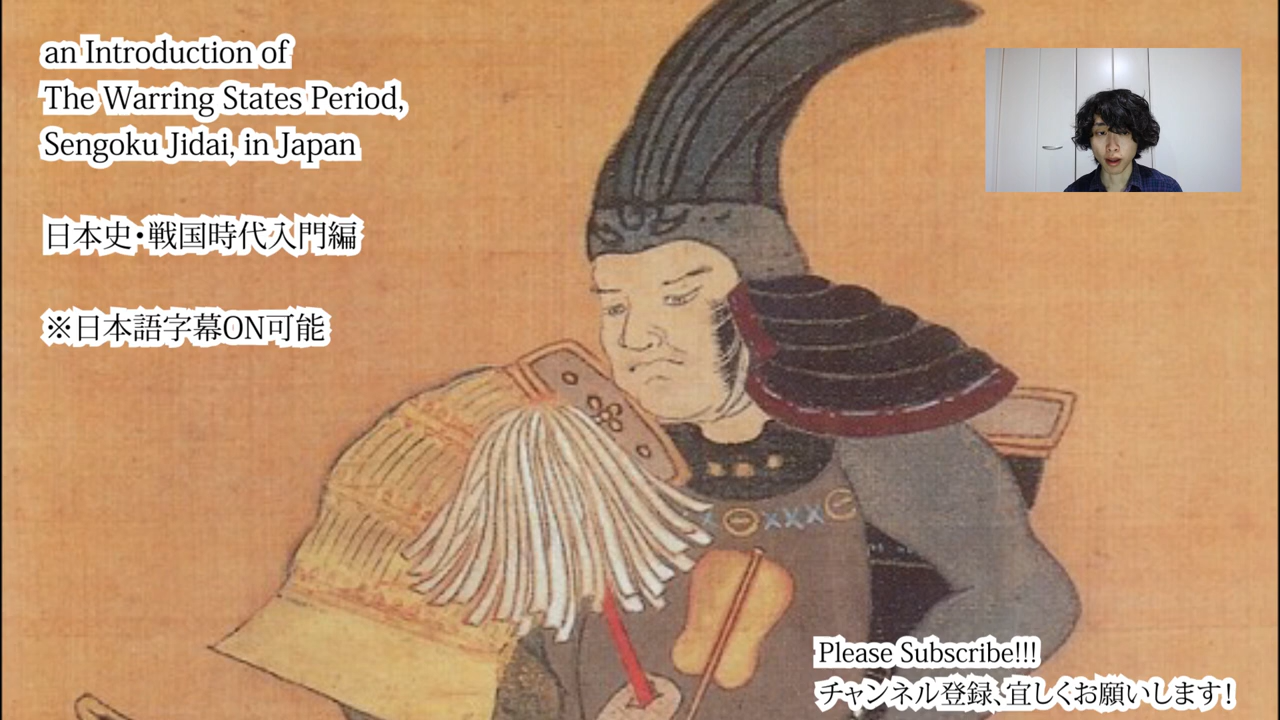 an Introduction of
The Warring States Period,
Sengoku Jidai, in Japan
日本史・戦国時代入門編
※日本語字幕ON可能
Please Subscribe!!!
チャンネル登録、宜しくお願いします!